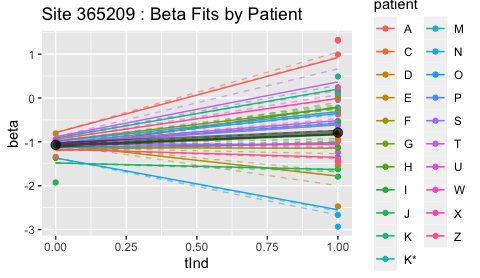 Site 365209 : Beta Fits by Patient
patient
1
0
-1
-2
-3
beta
0.00 0.25 0.50 0.75 1.00
tInd
A
C
D
E
F
G
H
I
J
K
K*
M
N
O
P
S
T
U
W
X
Z